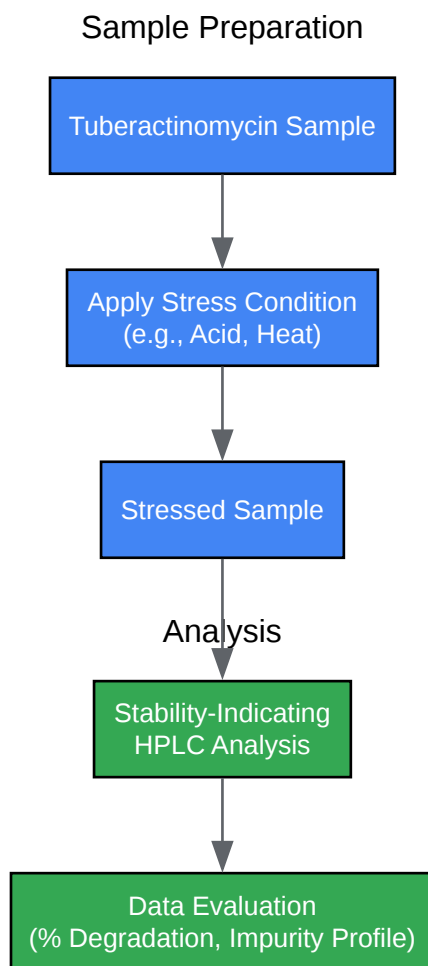 Sample Preparation
Tuberactinomycin Sample
Apply Stress Condition
(e.g., Acid, Heat)
Stressed Sample
Analysis
Stability-Indicating
HPLC Analysis
Data Evaluation
(% Degradation, Impurity Profile)